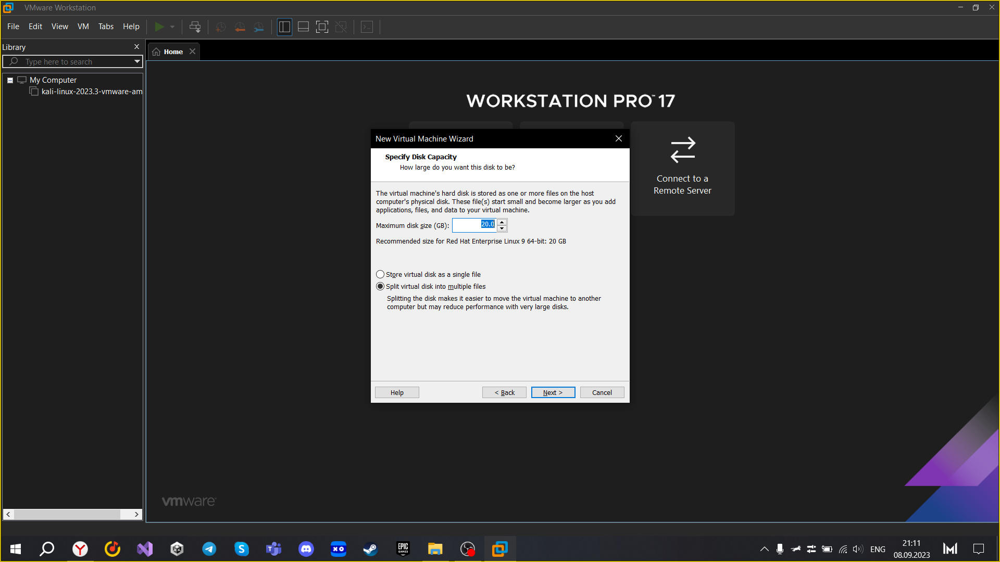 VMware Workstation
File Edit View VM Tabs Help
Library
Home
Type here to search
My Computer
kali-linux-2023.3-vmware-am
WORKSTATION PRO™ 17
Connect to a
Remote Server
New Virtual Machine Wizard
Specify Disk Capacity
How large do you want this disk to be?
The virtual machine's hard disk is stored as one or more files on the host
computer's physical disk. These file(s) start small and become larger as you add
applications, files, and data to your virtual machine.
Maximum disk size (GB): 20.0
Recommended size for Red Hat Enterprise Linux 9 64-bit: 20 GB
Store virtual disk as a single file
Split virtual disk into multiple files
Splitting the disk makes it easier to move the virtual machine to another
computer but may reduce performance with very large disks.
Help < Back Next > Cancel
vmware
EPIC
GAMES
ENG
21:11
08.09.2023